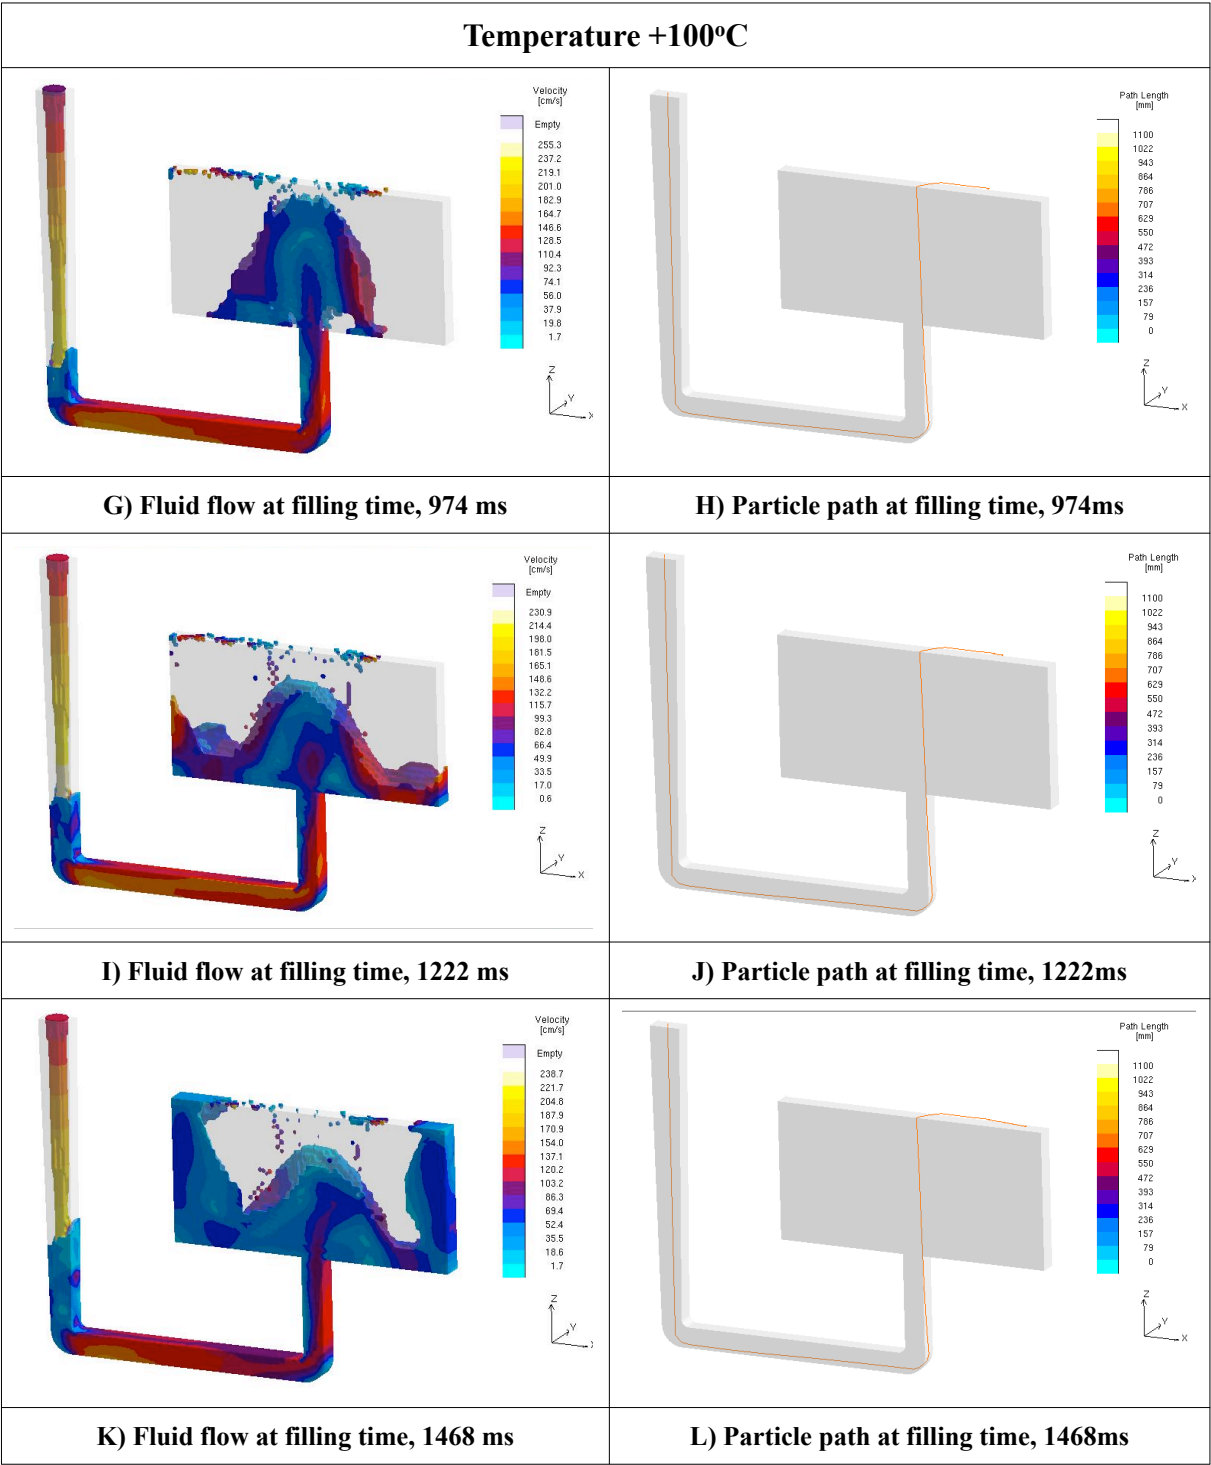 Temperature +100ºC
Velocity
[cm/s]
Empty
255.3
237.2
219.1
201.0
182.9
164.7
146.6
128.5
110.4
92.3
74.1
56.0
37.9
19.8
1.7
Z
Y
X
Path Length
[mm]
1100
1022
943
864
786
707
629
550
472
393
314
236
157
79
0
Z
Y
X
G) Fluid flow at filling time, 974 ms
H) Particle path at filling time, 974ms
Velocity
[cm/s]
Empty
230.9
214.4
198.0
181.5
165.1
148.6
132.2
115.7
99.3
82.8
66.4
49.9
33.5
17.0
0.6
Z
Y
X
Path Length
[mm]
1100
1022
943
864
786
707
629
550
472
393
314
236
157
79
0
Z
Y
X
I) Fluid flow at filling time, 1222 ms
J) Particle path at filling time, 1222ms
Velocity
[cm/s]
Empty
238.7
221.7
204.8
187.9
170.9
154.0
137.1
120.2
103.2
86.3
69.4
52.4
35.5
18.6
1.7
Z
Y
Path Length
[mm]
1100
1022
943
864
786
707
629
550
472
393
314
236
157
79
0
Z
Y
X
K) Fluid flow at filling time, 1468 ms
L) Particle path at filling time, 1468ms